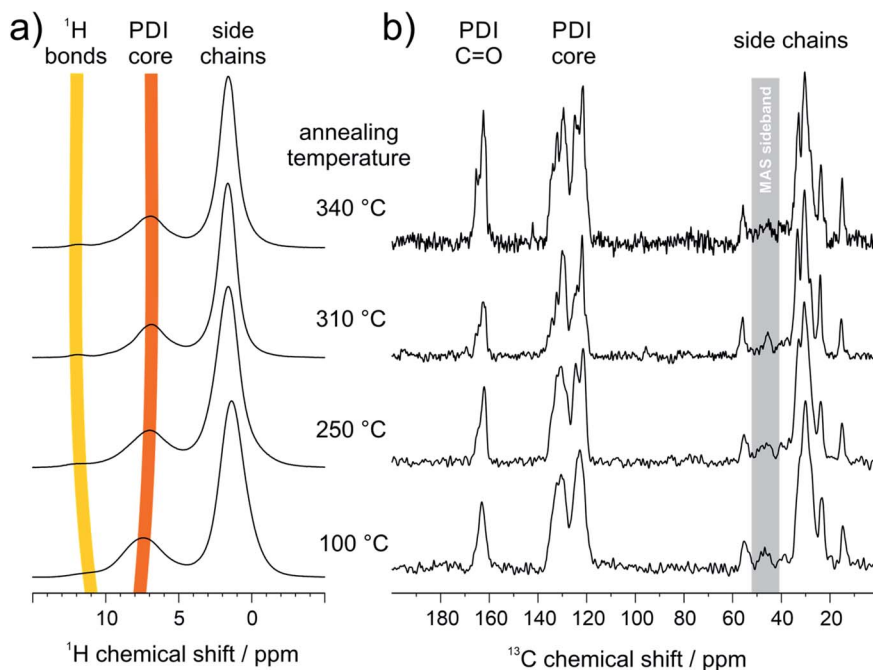 a)
¹H
bonds
PDI
core
side
chains
annealing
temperature
340 °C
310 °C
250 °C
100 °C
10
5
0
¹H chemical shift / ppm
b)
PDI
C=O
PDI
core
side chains
MAS sideband
180
160
140
120
100
80
60
40
20
¹³C chemical shift / ppm